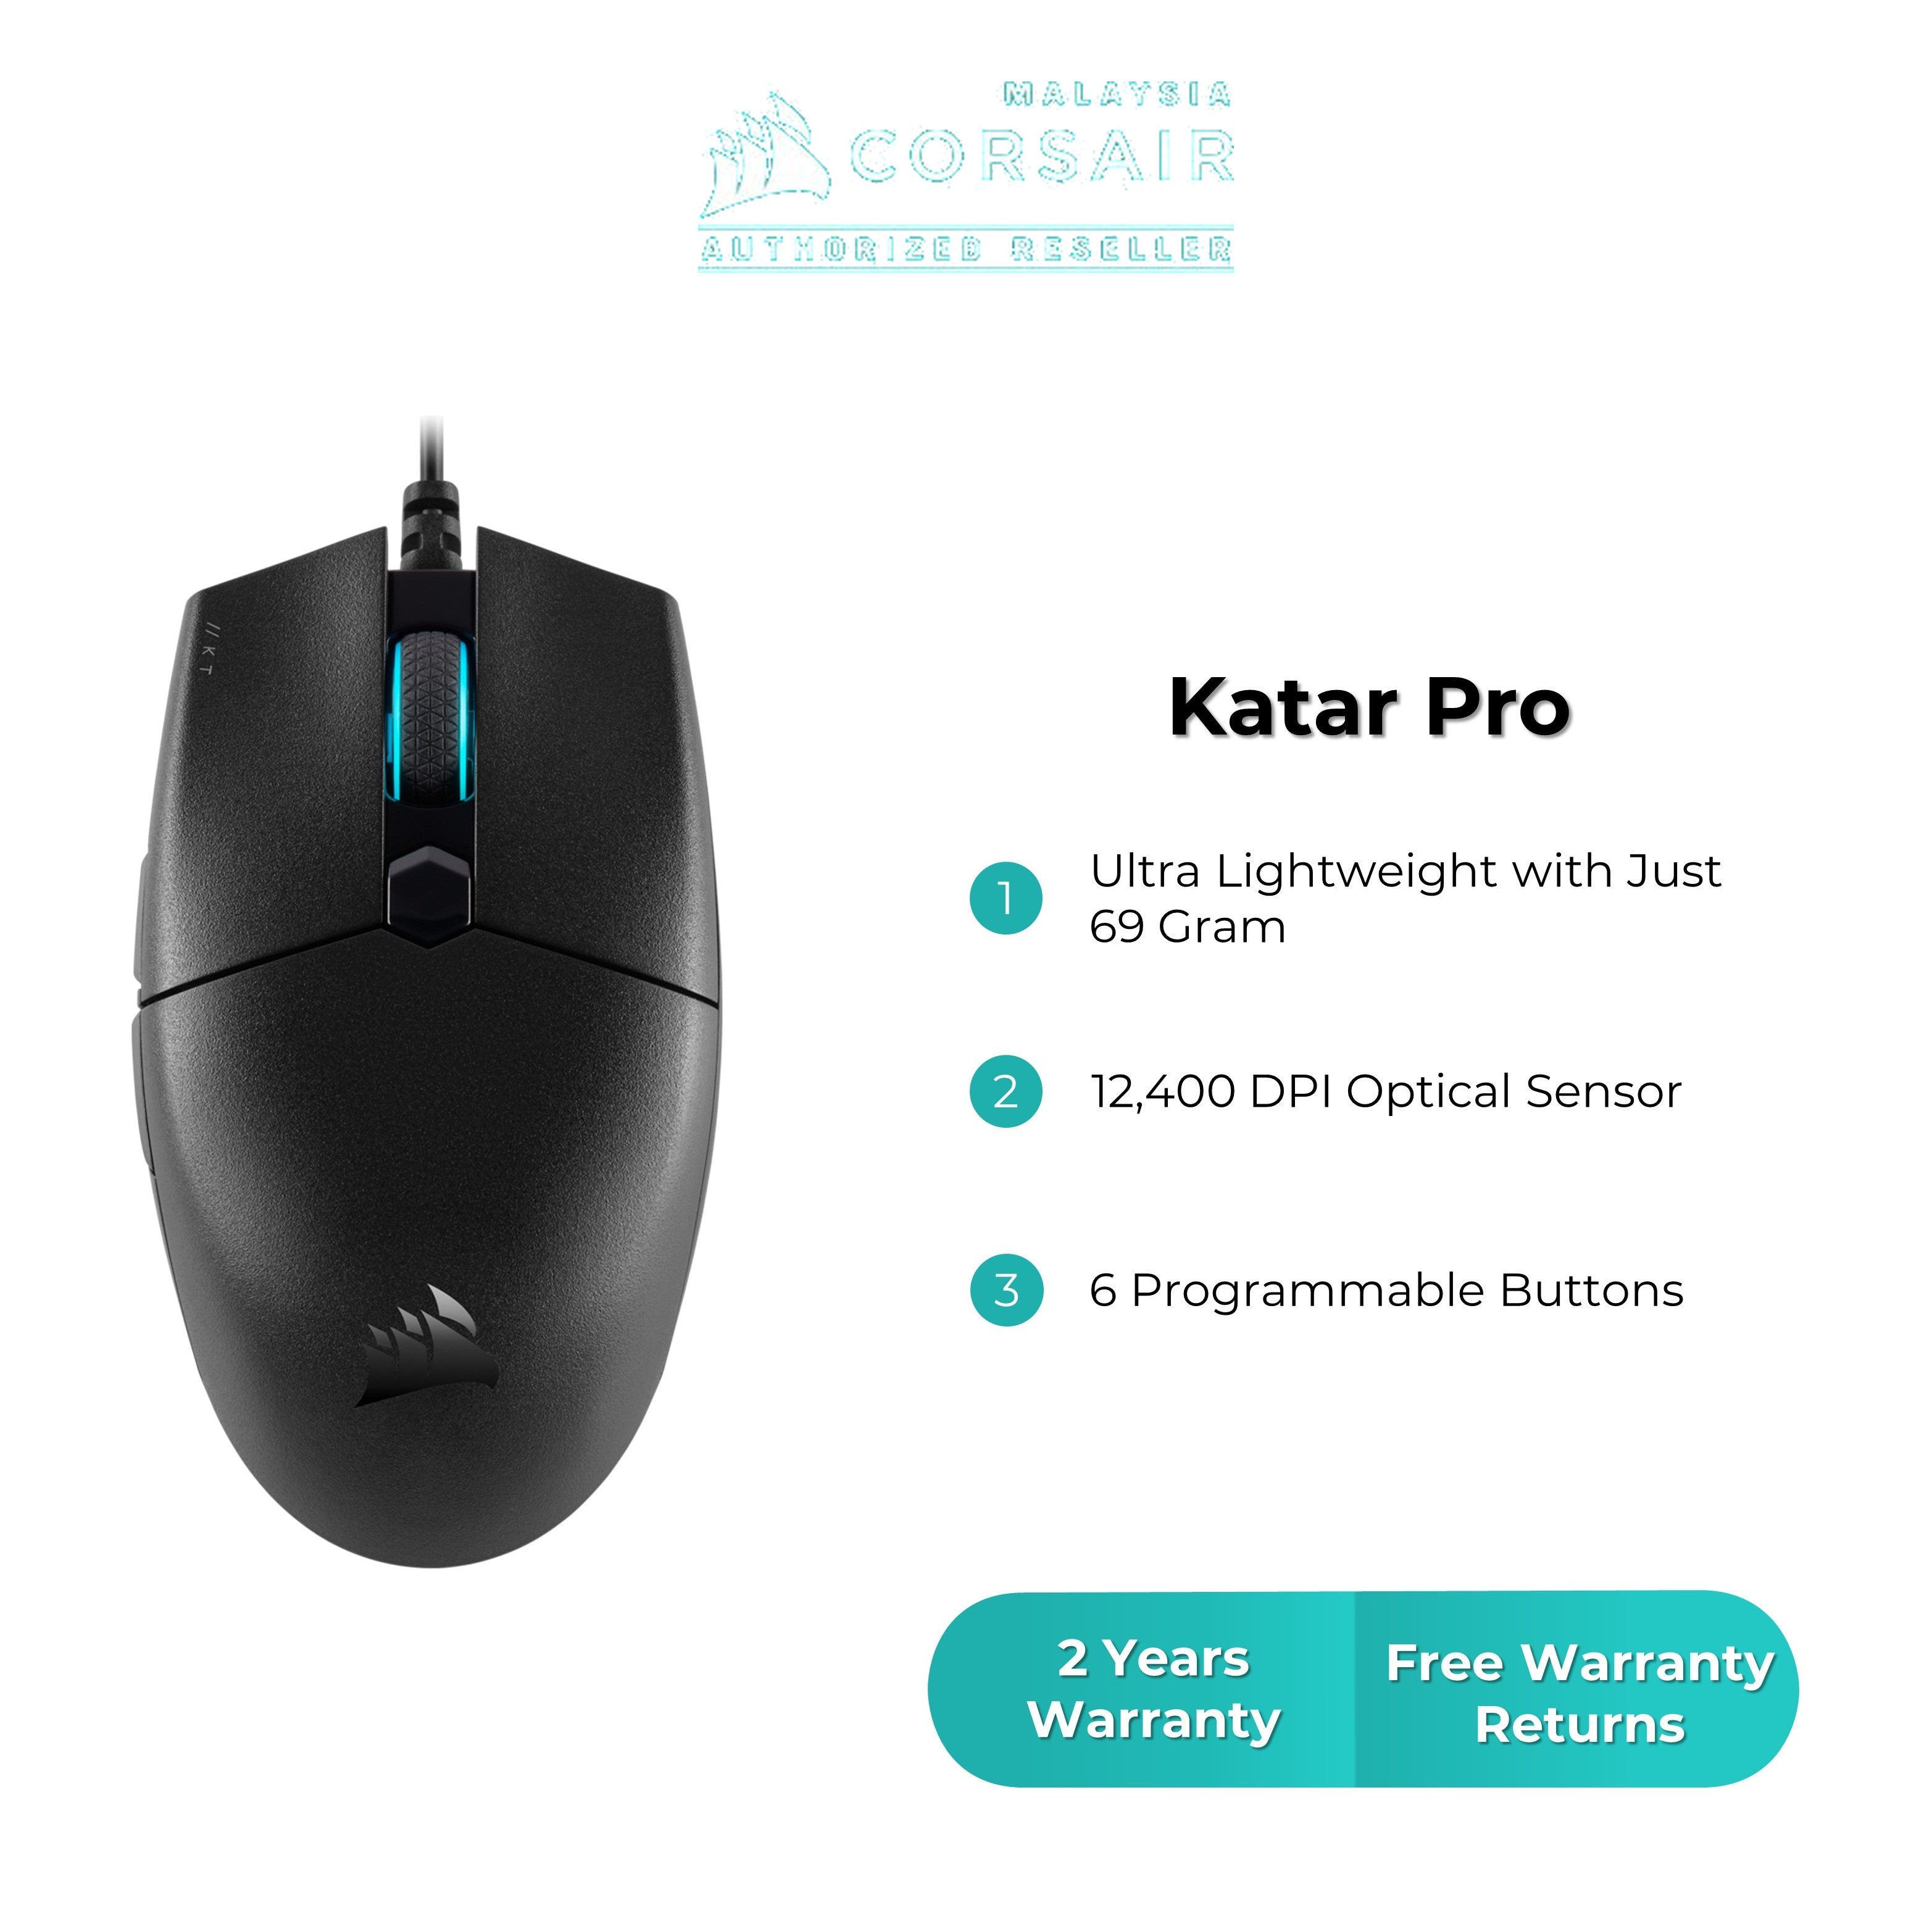 MALAYSIA
CORSAIR
AUTHORIZED RESELLER
// K T
Katar Pro
1 Ultra Lightweight with Just
69 Gram
2 12,400 DPI Optical Sensor
3 6 Programmable Buttons
2 Years
Warranty
Free Warranty
Returns